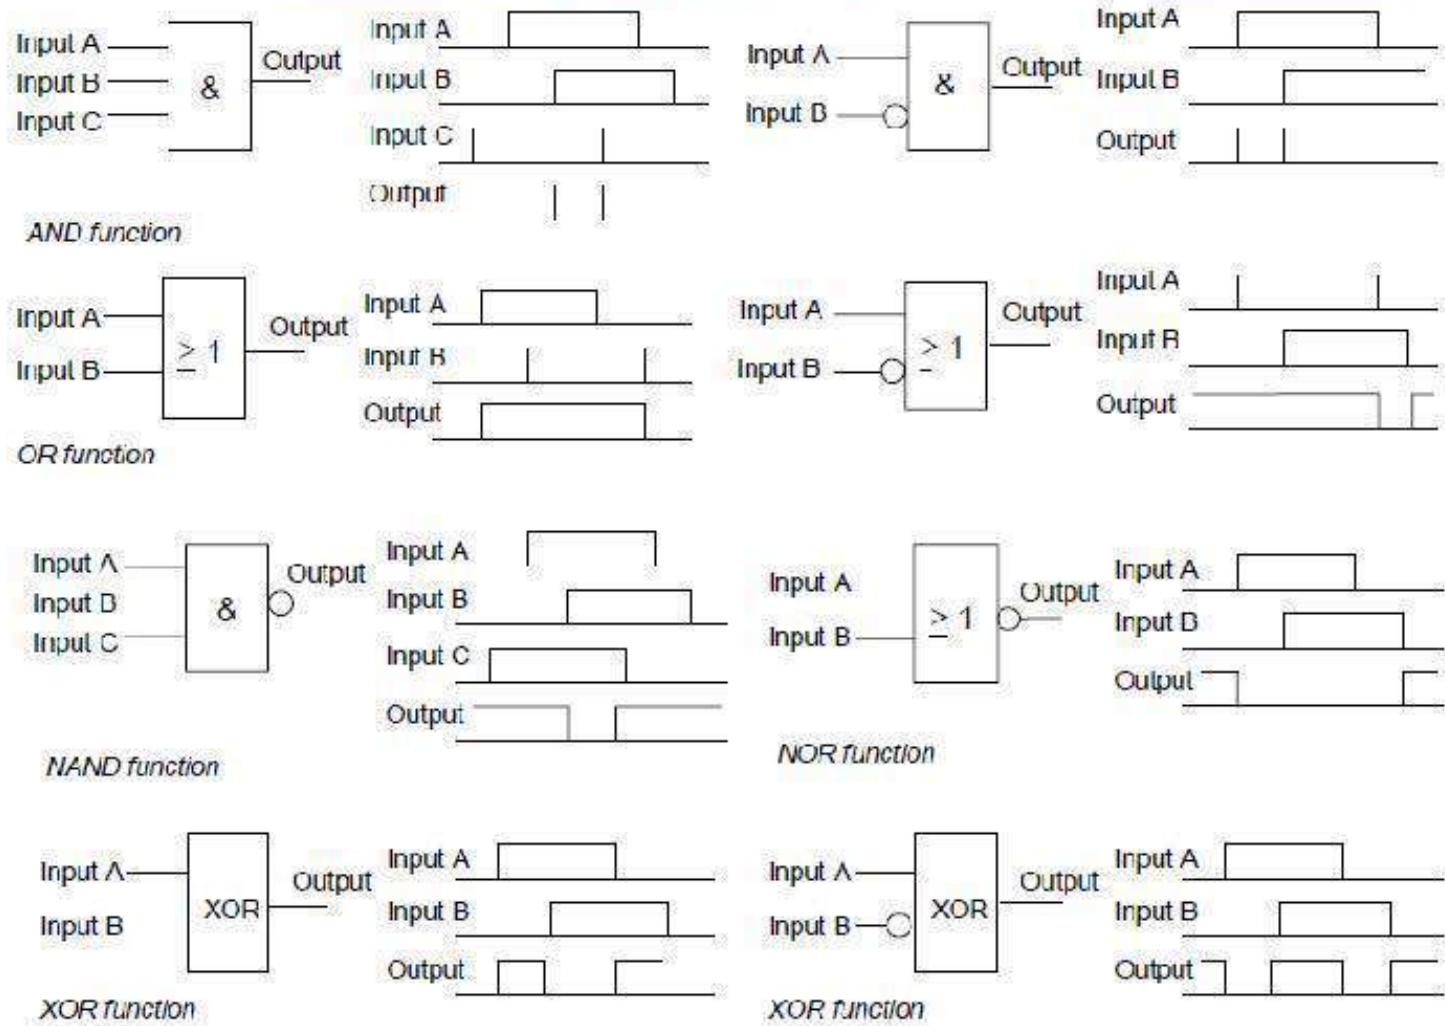 Input A
Input B
Input C
&
Output
Input A
Input B
Input C
Output
AND function
Input A
Input B
&
Output
Input A
Input B
Output
Input A
Input B
≥ 1
Output
Input A
Input B
Output
OR function
Input A
Input B
≥ 1
Output
Input A
Input B
Output
Input A
Input B
Input C
&
Output
Input A
Input B
Input C
Output
NAND function
Input A
Input B
≥ 1
Output
Input A
Input B
Output
NOR function
Input A
Input B
XOR
Output
Input A
Input B
Output
XOR function
Input A
Input B
XOR
Output
Input A
Input B
Output
XOR function